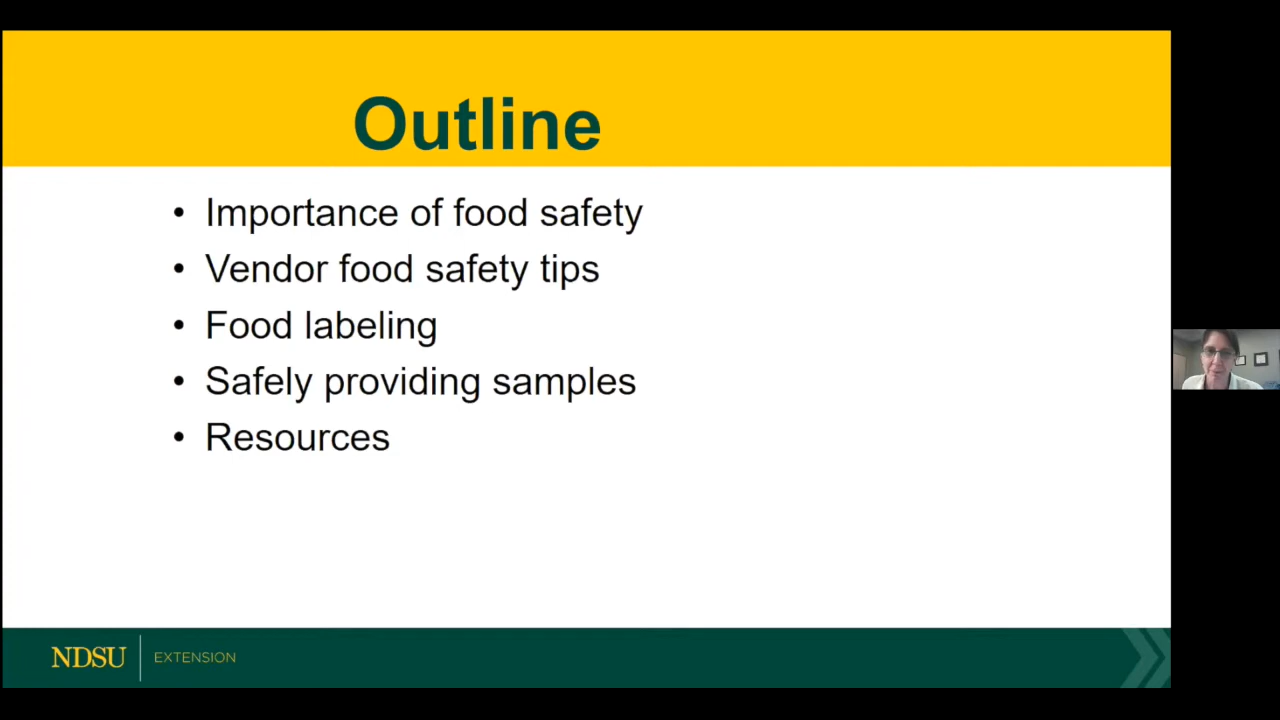 Outline
• Importance of food safety
• Vendor food safety tips
• Food labeling
• Safely providing samples
• Resources
NDSU EXTENSION